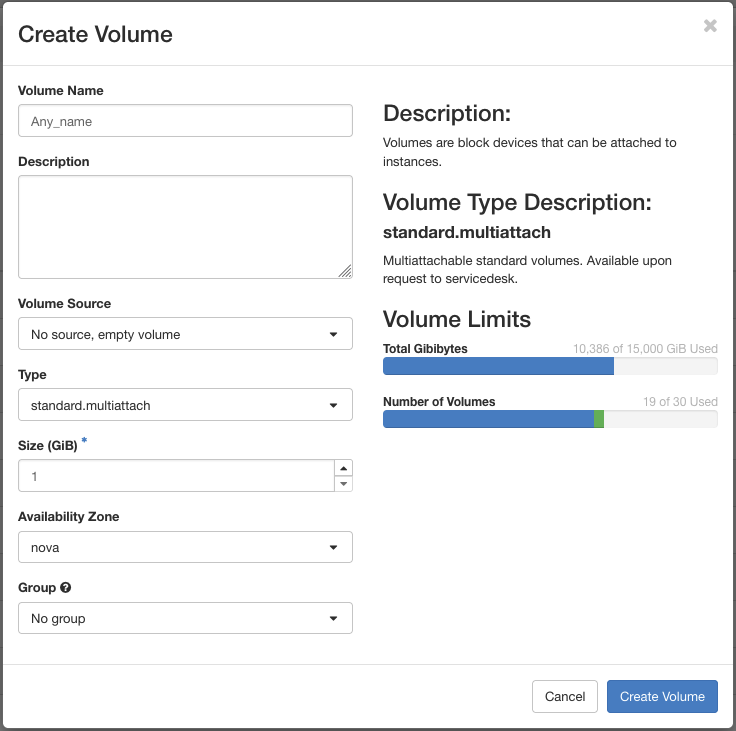 Create Volume
Volume Name
Any_name
Description
Volume Source
No source, empty volume
Type
standard.multiattach
Size (GiB) *
1
Availability Zone
nova
Group
No group
Description:
Volumes are block devices that can be attached to
instances.
Volume Type Description:
standard.multiattach
Multiattachable standard volumes. Available upon
request to servicedesk.
Volume Limits
Total Gibibytes 10,386 of 15,000 GiB Used
Number of Volumes 19 of 30 Used
Cancel Create Volume